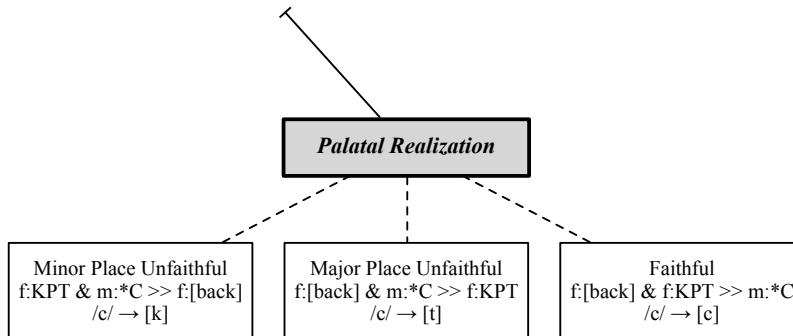 Palatal Realization
Minor Place Unfaithful
f:KPT & m:*C >> f:[back]
/c/ → [k]
Major Place Unfaithful
f:[back] & m:*C >> f:KPT
/c/ → [t]
Faithful
f:[back] & f:KPT >> m:*C
/c/ → [c]